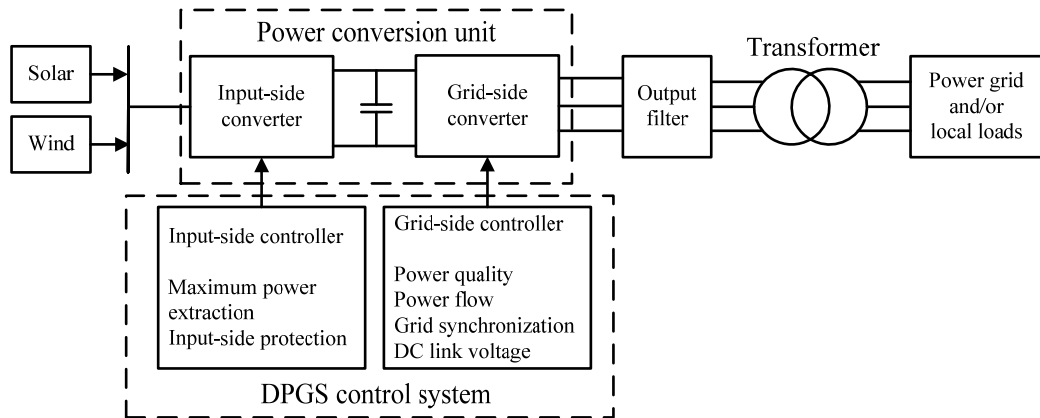 Power conversion unit
Solar
Wind
Input-side
converter
Grid-side
converter
Output
filter
Transformer
Power grid
and/or
local loads
Input-side controller
Maximum power
extraction
Input-side protection
Grid-side controller
Power quality
Power flow
Grid synchronization
DC link voltage
DPGS control system